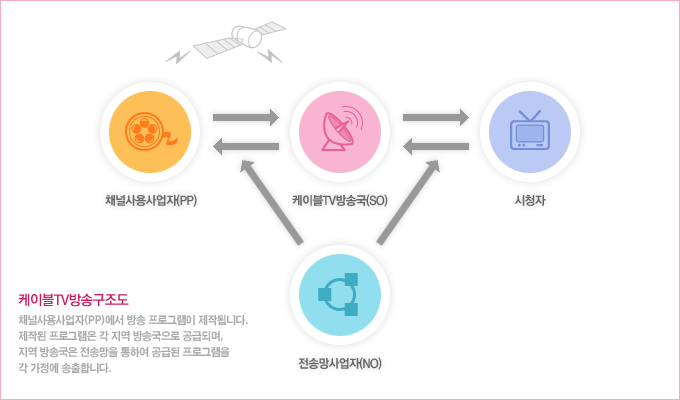 채널사용사업자(PP)
케이블TV방송국(SO)
시청자
전송망사업자(NO)
케이블TV방송구조도
채널사용사업자(PP)에서 방송 프로그램이 제작됩니다.
제작된 프로그램은 각 지역 방송국으로 공급되며,
지역 방송국은 전송망을 통하여 공급된 프로그램을
각 가정에 송출합니다.